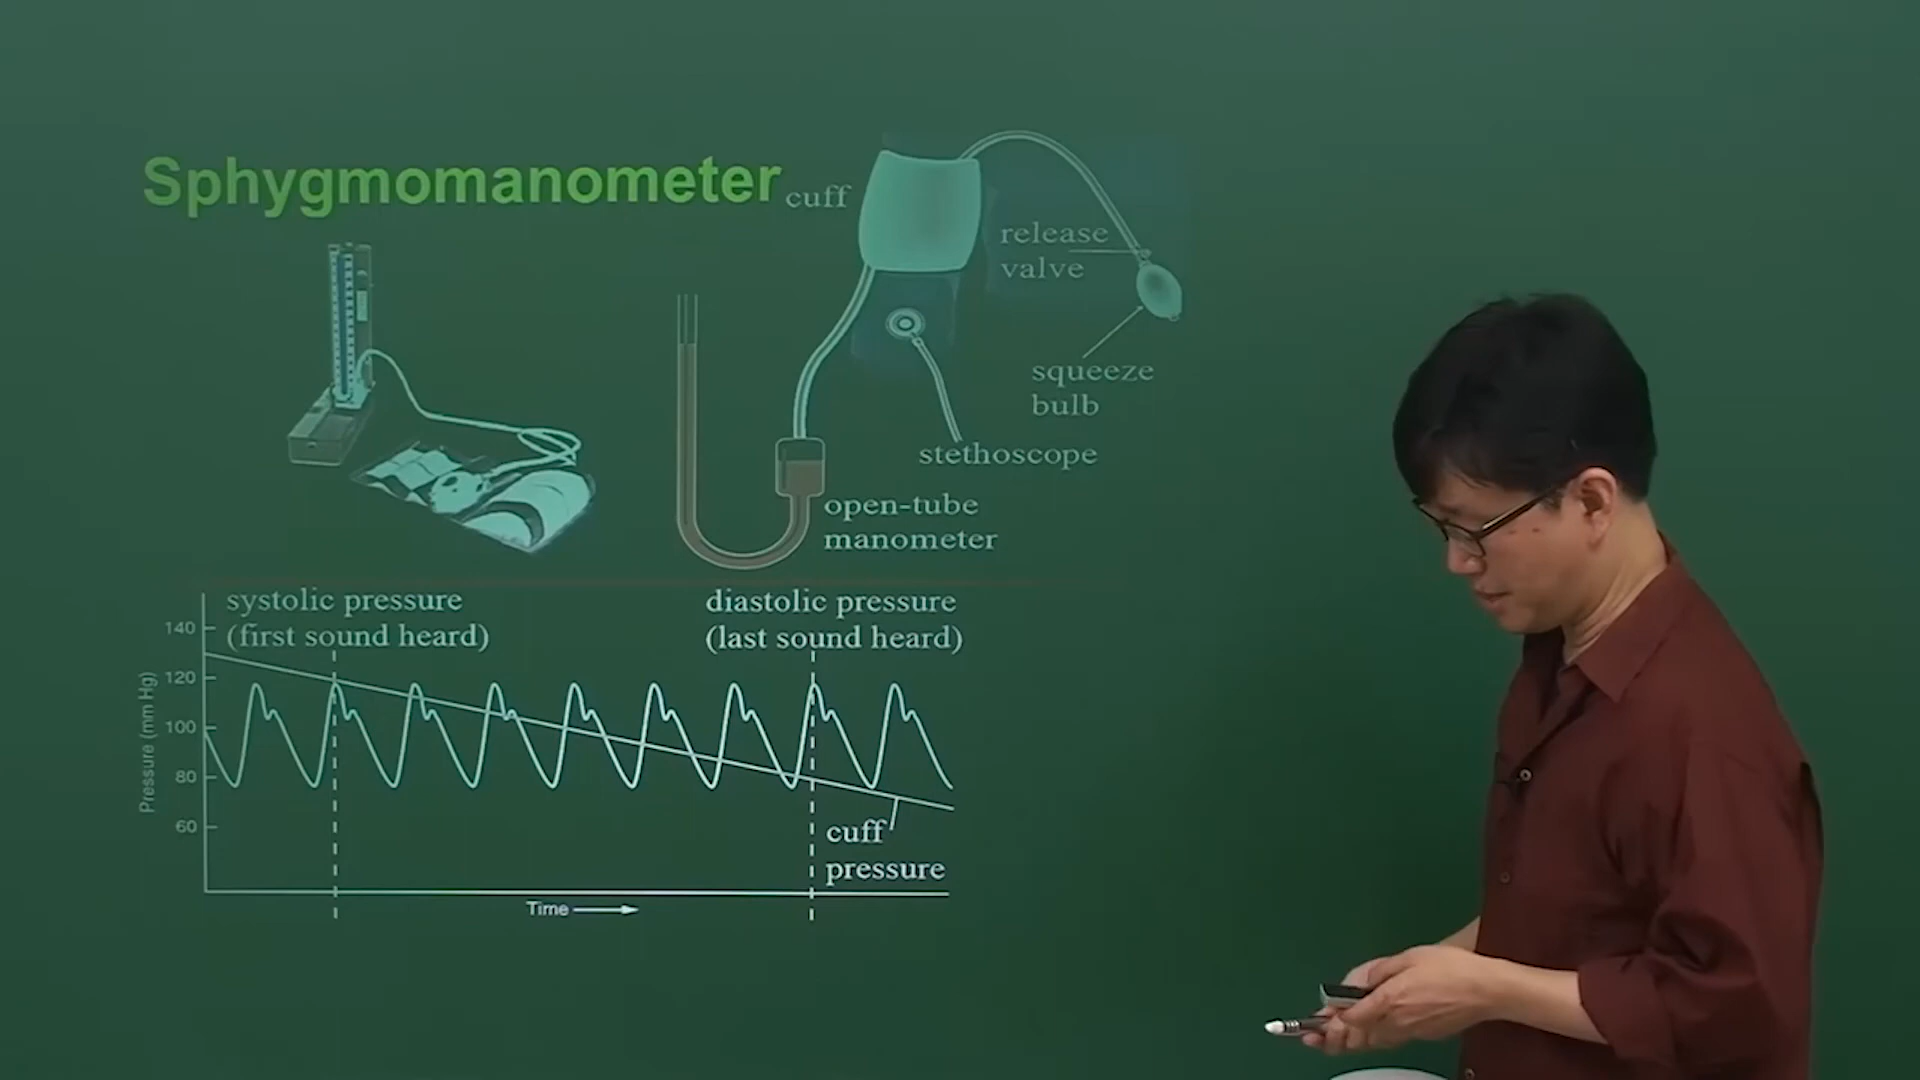 Sphygmomanometer
cuff
release
valve
squeeze
bulb
stethoscope
open-tube
manometer
systolic pressure
(first sound heard)
diastolic pressure
(last sound heard)
Pressure (mm Hg)
140
120
100
80
60
cuff
pressure
Time